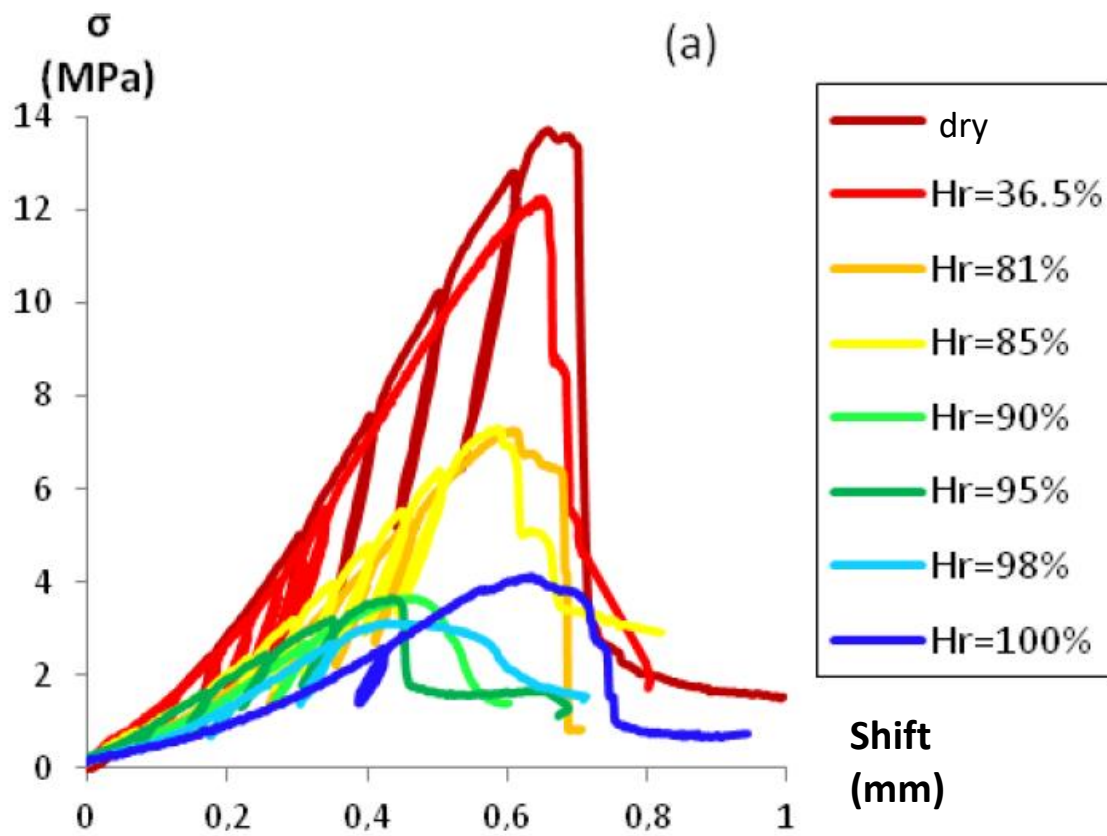 σ
(MPa)
(a)
14
12
10
8
6
4
2
0
0
0,2
0,4
0,6
0,8
1
dry
Hr=36.5%
Hr=81%
Hr=85%
Hr=90%
Hr=95%
Hr=98%
Hr=100%
Shift
(mm)